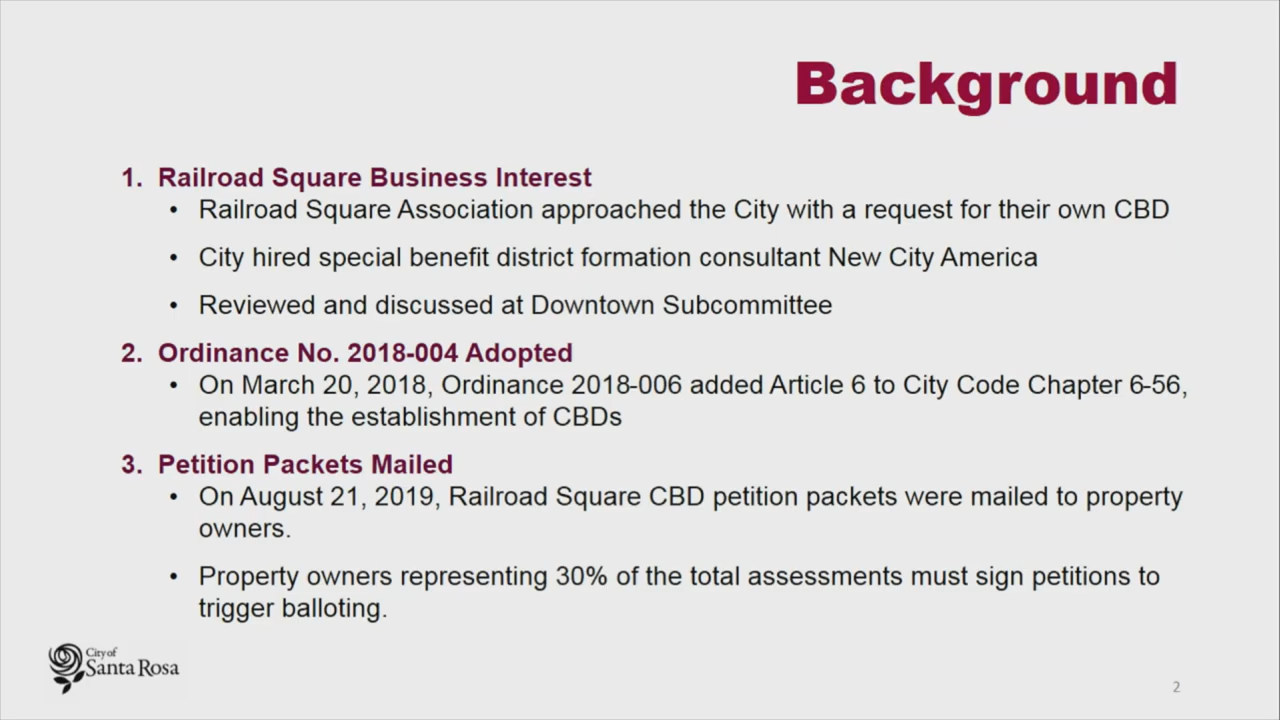 Background
1. Railroad Square Business Interest
• Railroad Square Association approached the City with a request for their own CBD
• City hired special benefit district formation consultant New City America
• Reviewed and discussed at Downtown Subcommittee
2. Ordinance No. 2018-004 Adopted
• On March 20, 2018, Ordinance 2018-006 added Article 6 to City Code Chapter 6-56,
enabling the establishment of CBDs
3. Petition Packets Mailed
• On August 21, 2019, Railroad Square CBD petition packets were mailed to property
owners.
• Property owners representing 30% of the total assessments must sign petitions to
trigger balloting.
City of
Santa Rosa
2